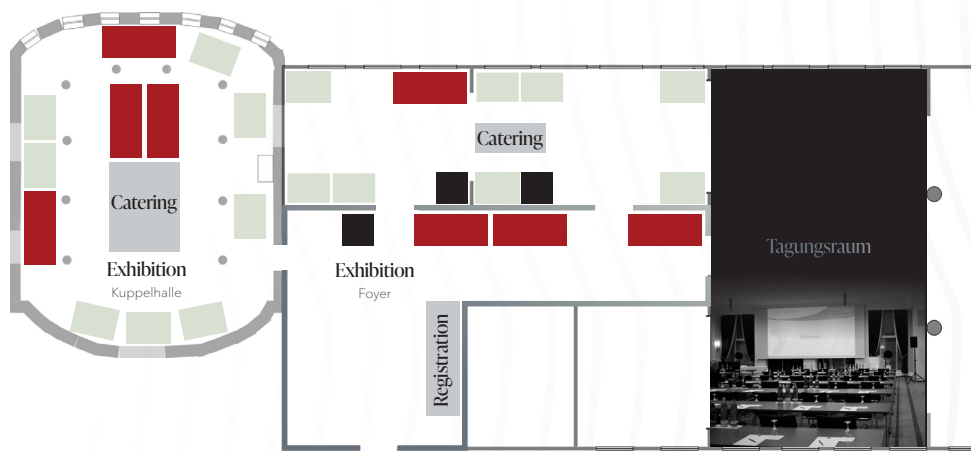 Catering
Exhibition
Kuppelhalle
Catering
Exhibition
Foyer
Registration
Tagungsraum